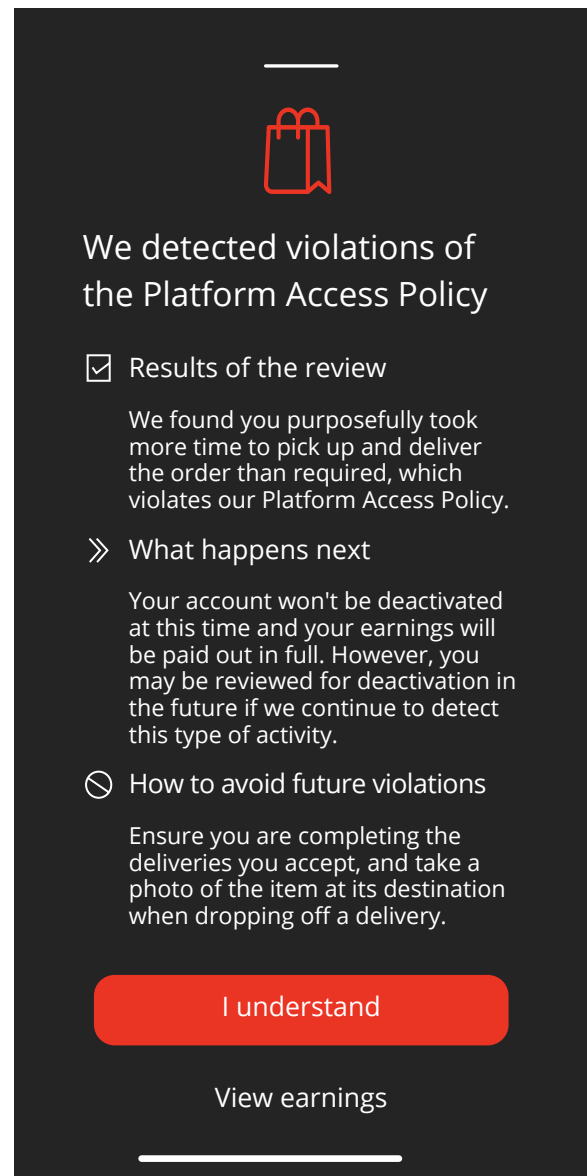 We detected violations of
the Platform Access Policy
Results of the review
We found you purposefully took
more time to pick up and deliver
the order than required, which
violates our Platform Access Policy.
What happens next
Your account won't be deactivated
at this time and your earnings will
be paid out in full. However, you
may be reviewed for deactivation in
the future if we continue to detect
this type of activity.
How to avoid future violations
Ensure you are completing the
deliveries you accept, and take a
photo of the item at its destination
when dropping off a delivery.
I understand
View earnings